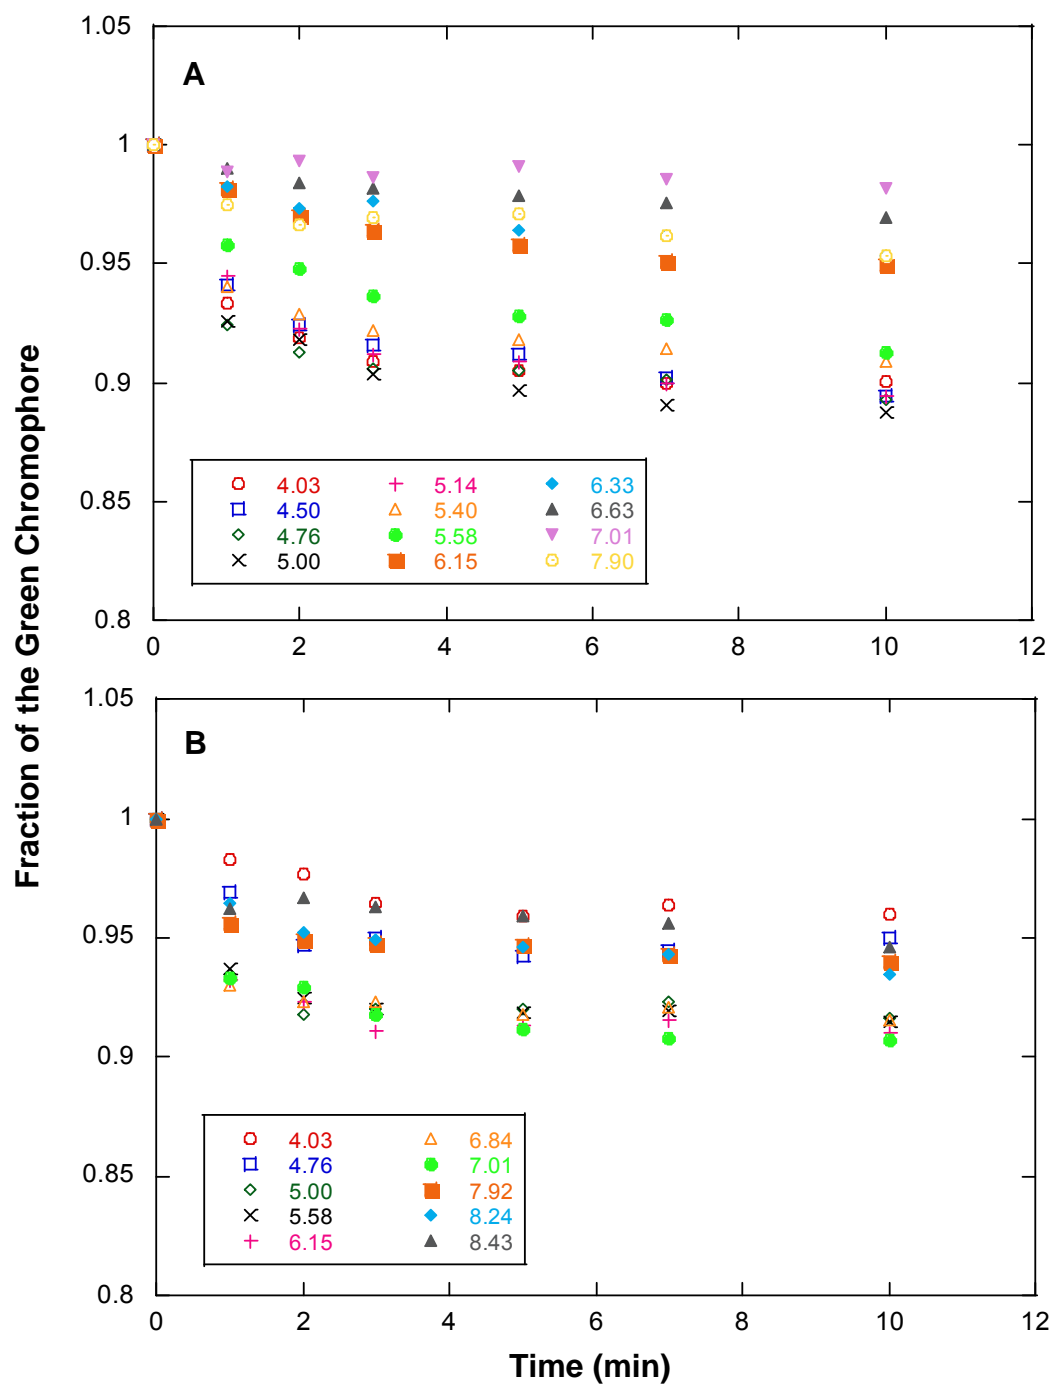 Fraction of the Green Chromophore
1.05
A
1
0.95
0.9
4.03 5.14 6.33
4.50 5.40 6.63
0.85
4.76 5.58 7.01
5.00 6.15 7.90
0.8
0 2 4 6 8 10 12
1.05
B
1
0.95
0.9
4.03 6.84
4.76 7.01
0.85
5.00 7.92
5.58 8.24
6.15 8.43
0.8
0 2 4 6 8 10 12
Time (min)